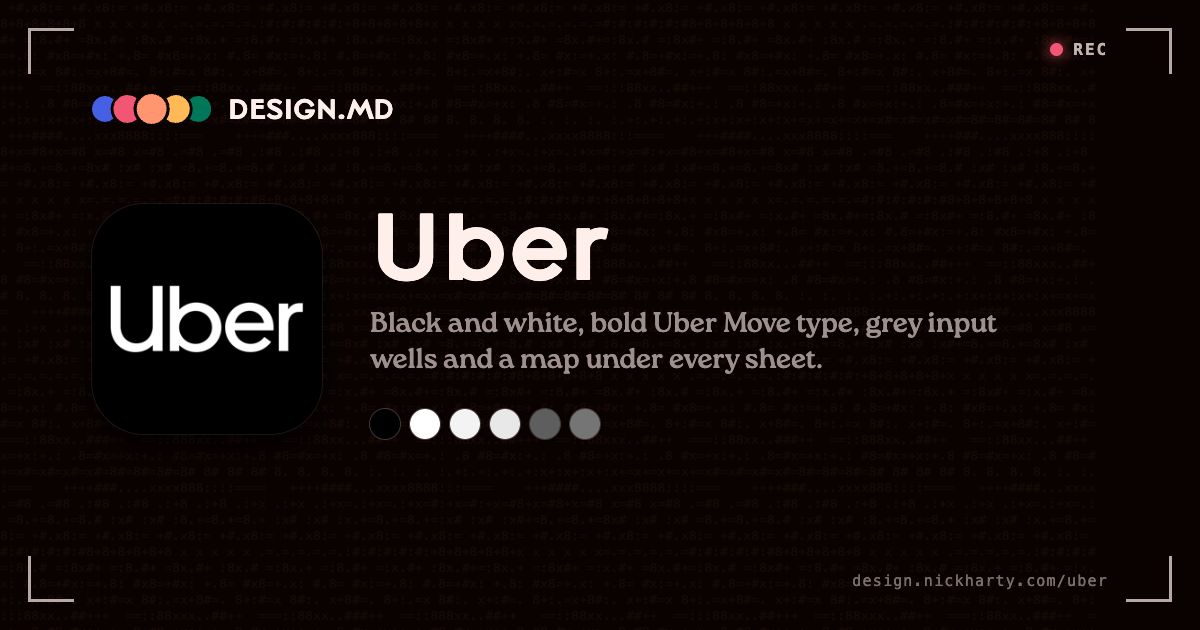 REC
DESIGN.MD
Uber
Uber
Black and white, bold Uber Move type, grey input
wells and a map under every sheet.
design.nickharty.com/uber